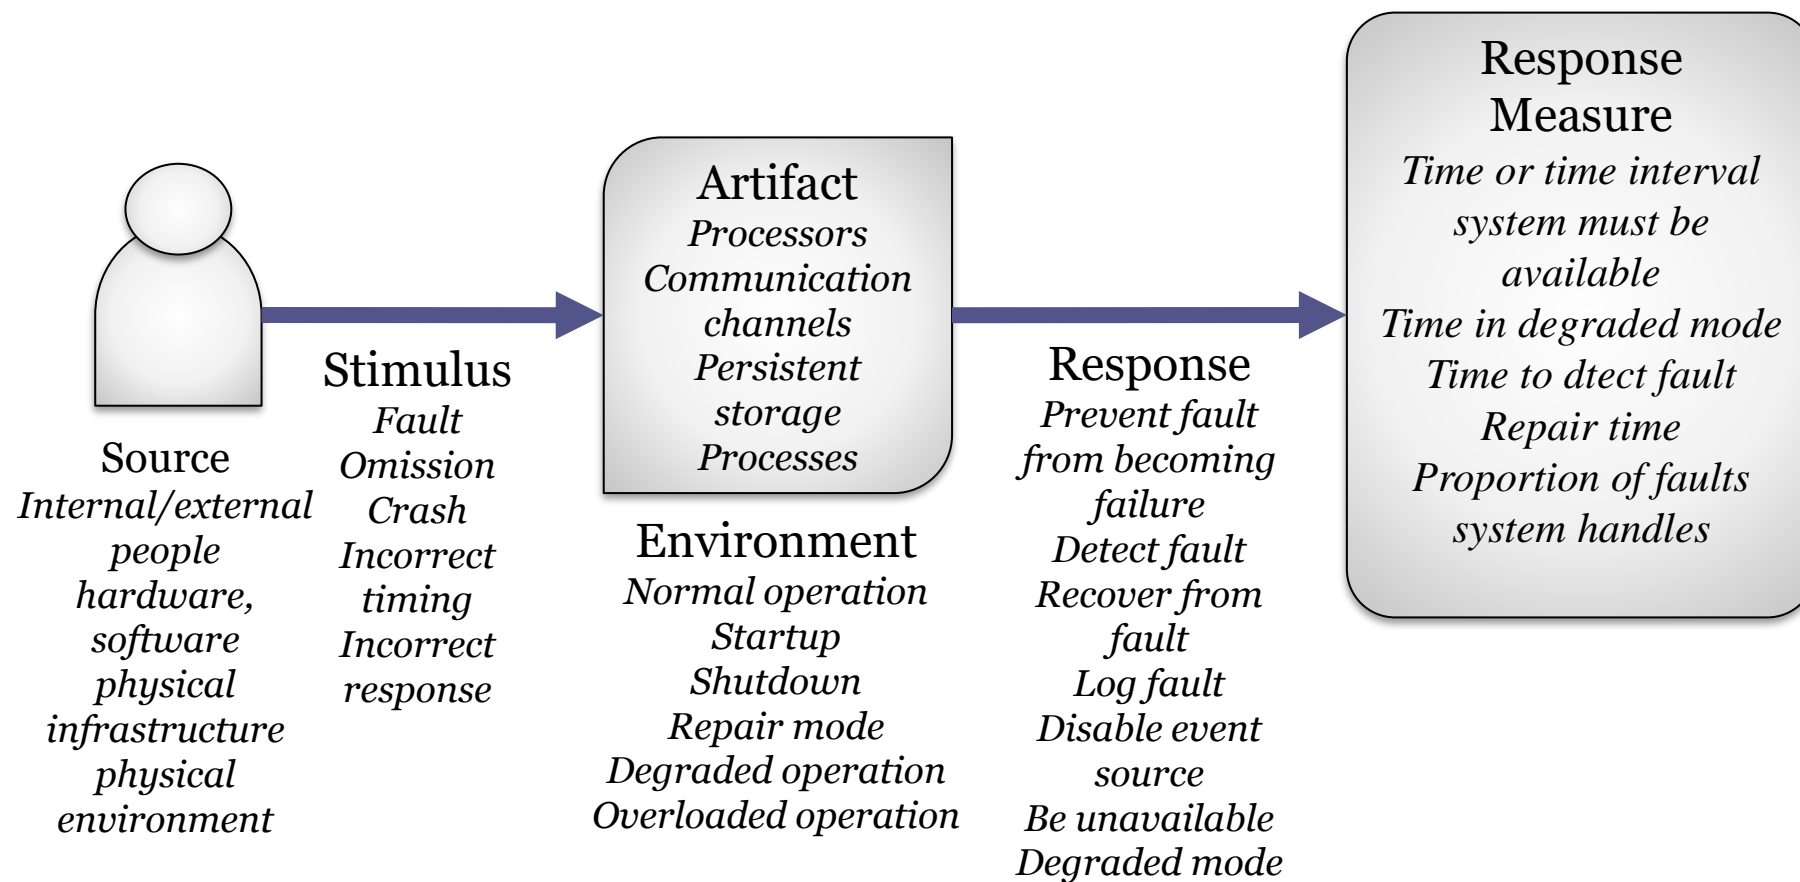 Source
Internal/external
people
hardware,
software
physical
infrastructure
physical
environment
Stimulus
Fault
Omission
Crash
Incorrect
timing
Incorrect
response
Artifact
Processors
Communication
channels
Persistent
storage
Processes
Environment
Normal operation
Startup
Shutdown
Repair mode
Degraded operation
Overloaded operation
Response
Prevent fault
from becoming
failure
Detect fault
Recover from
fault
Log fault
Disable event
source
Be unavailable
Degraded mode
Response
Measure
Time or time interval
system must be
available
Time in degraded mode
Time to dtect fault
Repair time
Proportion of faults
system handles